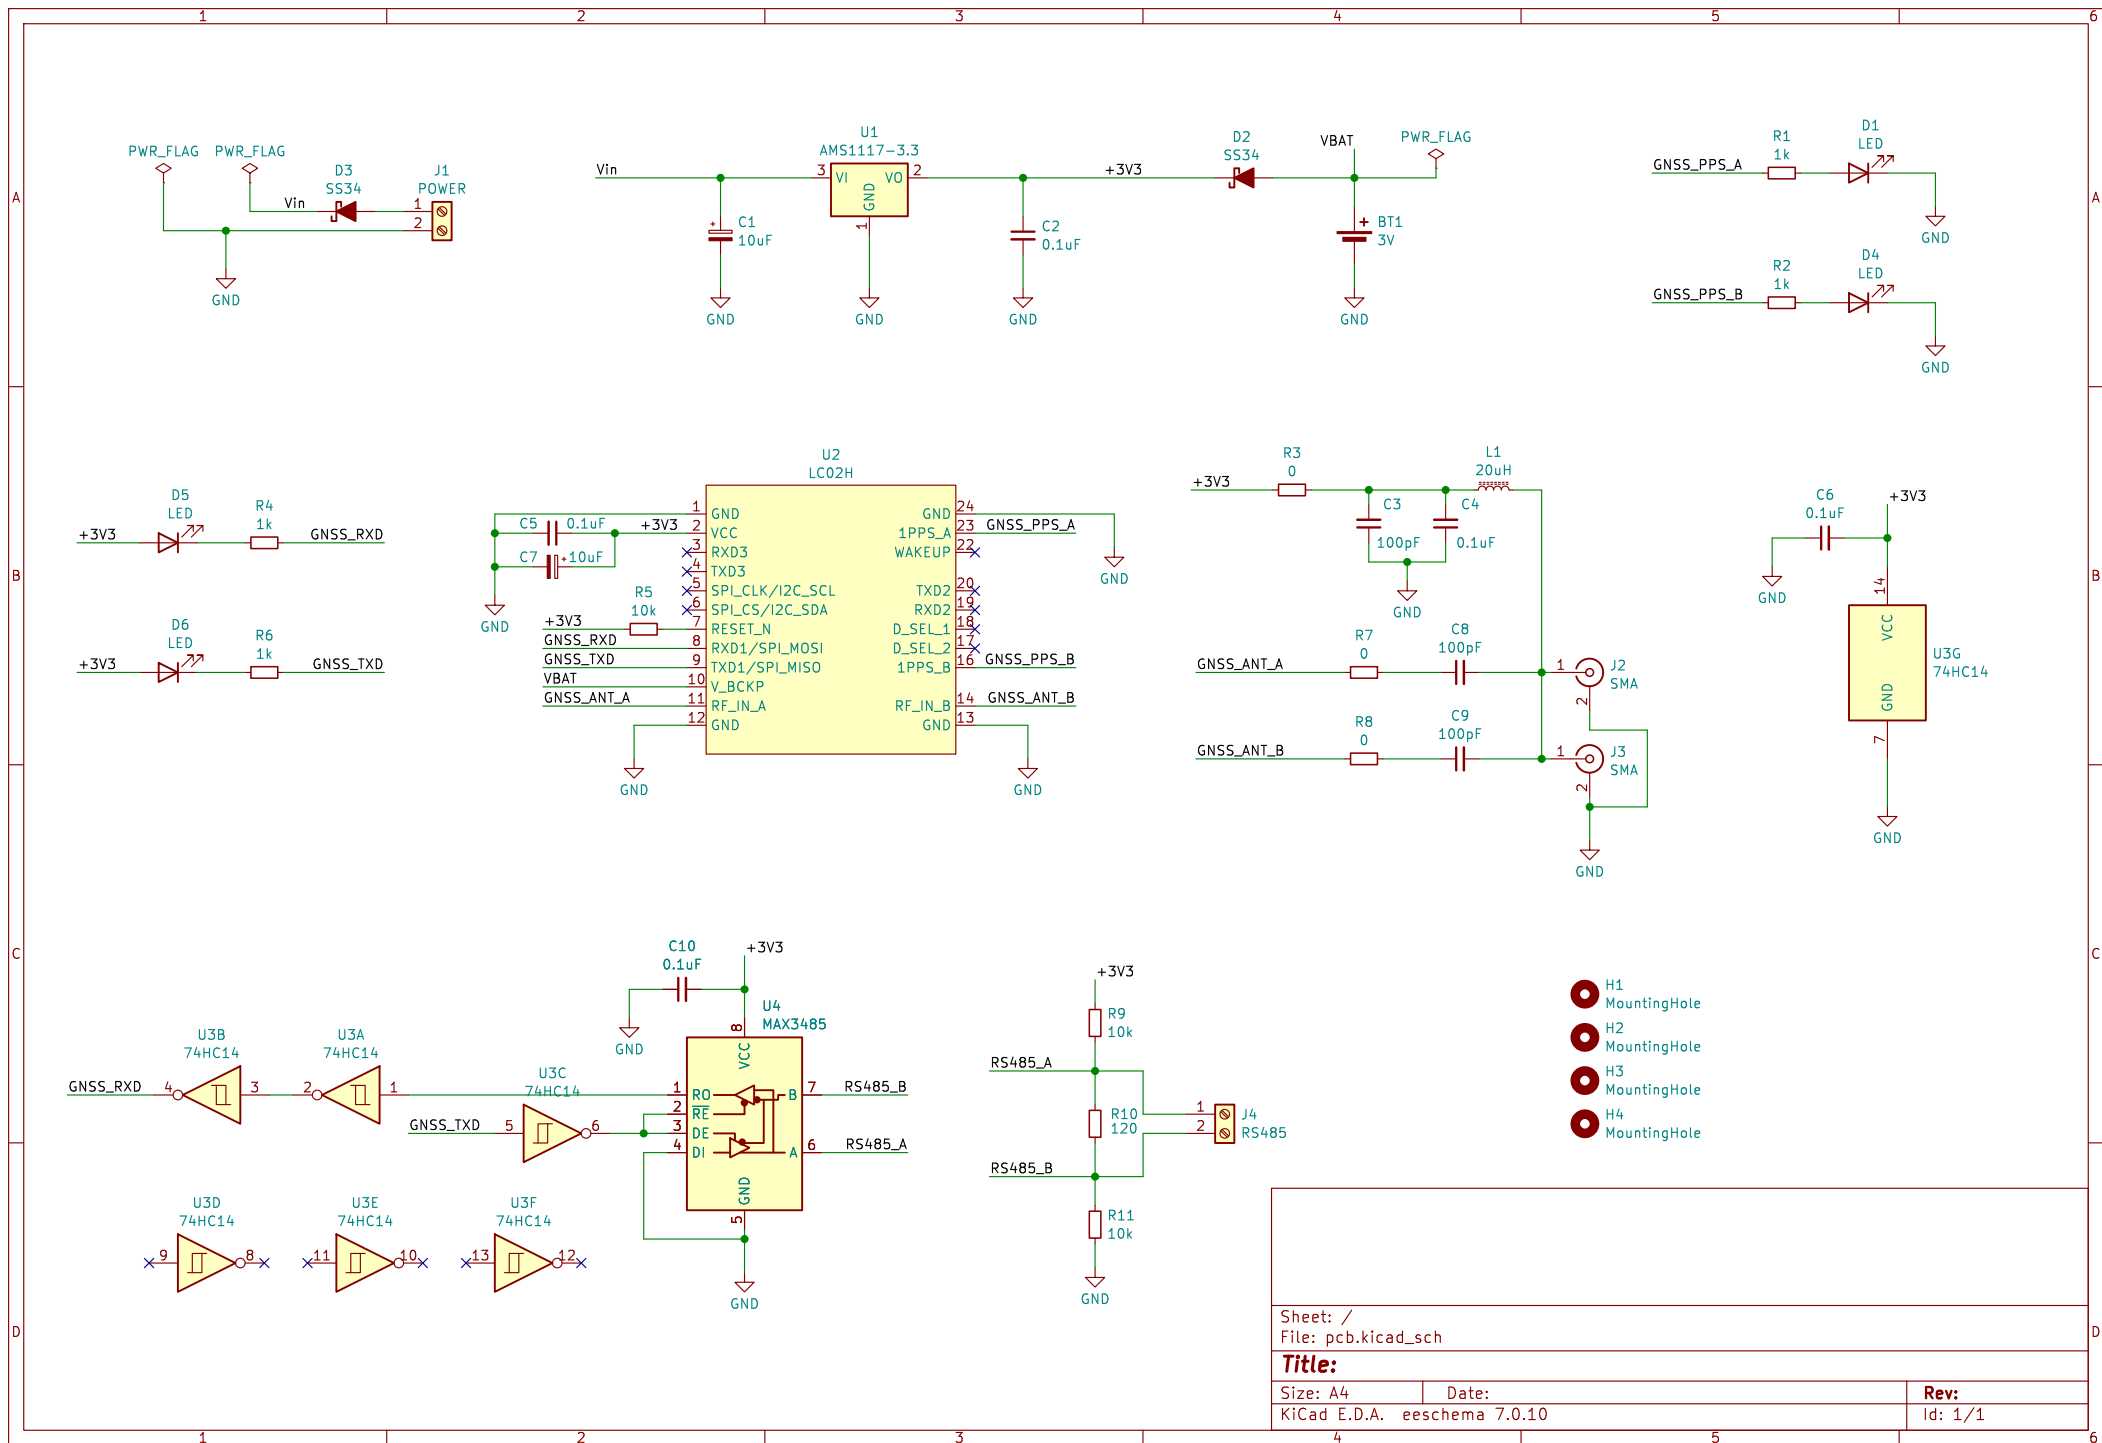 1 2 3 4 5 6
A
PWR_FLAG PWR_FLAG
D3
SS34
J1
POWER
Vin
1
2
GND
Vin
U1
AMS1117-3.3
3 VI VO 2
GND
1
C1
10uF
GND
GND
C2
0.1uF
GND
+3V3
D2
SS34
VBAT
PWR_FLAG
BT1
3V
GND
GNSS_PPS_A
R1
1k
D1
LED
GND
GNSS_PPS_B
R2
1k
D4
LED
GND
A
B
D5
LED
R4
1k
+3V3
GNSS_RXD
D6
LED
R6
1k
+3V3
GNSS_TXD
U2
LC02H
C5 0.1uF
+3V3
C7 10uF
GND
R5
10k
+3V3
GNSS_RXD
GNSS_TXD
VBAT
GNSS_ANT_A
GND
1 GND
2 VCC
3 RXD3
4 TXD3
5 SPI_CLK/I2C_SCL
6 SPI_CS/I2C_SDA
7 RESET_N
8 RXD1/SPI_MOSI
9 TXD1/SPI_MISO
10 V_BCKP
11 RF_IN_A
12 GND
GND 24
1PPS_A 23
WAKEUP 22
TXD2 20
RXD2 19
D_SEL_1 18
D_SEL_2 17
1PPS_B 16
RF_IN_B 14
GND 13
GNSS_PPS_A
GND
GNSS_PPS_B
GNSS_ANT_B
GND
+3V3
R3
0
L1
20uH
C3
100pF
C4
0.1uF
GND
GNSS_ANT_A
R7
0
C8
100pF
1
J2
SMA
2
GNSS_ANT_B
R8
0
C9
100pF
1
J3
SMA
2
GND
C6
0.1uF
+3V3
GND
14
VCC
U3G
74HC14
GND
7
GND
B
C
C10
0.1uF
+3V3
GND
U4
MAX3485
8
VCC
1 RO
2 RE
3 DE
4 DI
B 7
A 6
GND
5
GND
RS485_B
RS485_A
U3B
74HC14
GNSS_RXD
4 3
U3A
74HC14
2 1
U3C
74HC14
GNSS_TXD
5 6
U3D
74HC14
9 8
U3E
74HC14
11 10
U3F
74HC14
13 12
+3V3
R9
10k
RS485_A
R10
120
RS485_B
R11
10k
GND
1
2
J4
RS485
H1
MountingHole
H2
MountingHole
H3
MountingHole
H4
MountingHole
C
D
Sheet: /
File: pcb.kicad_sch
Title:
Size: A4 Date: Rev:
KiCad E.D.A. eeschema 7.0.10 Id: 1/1
D
1 2 3 4 5 6